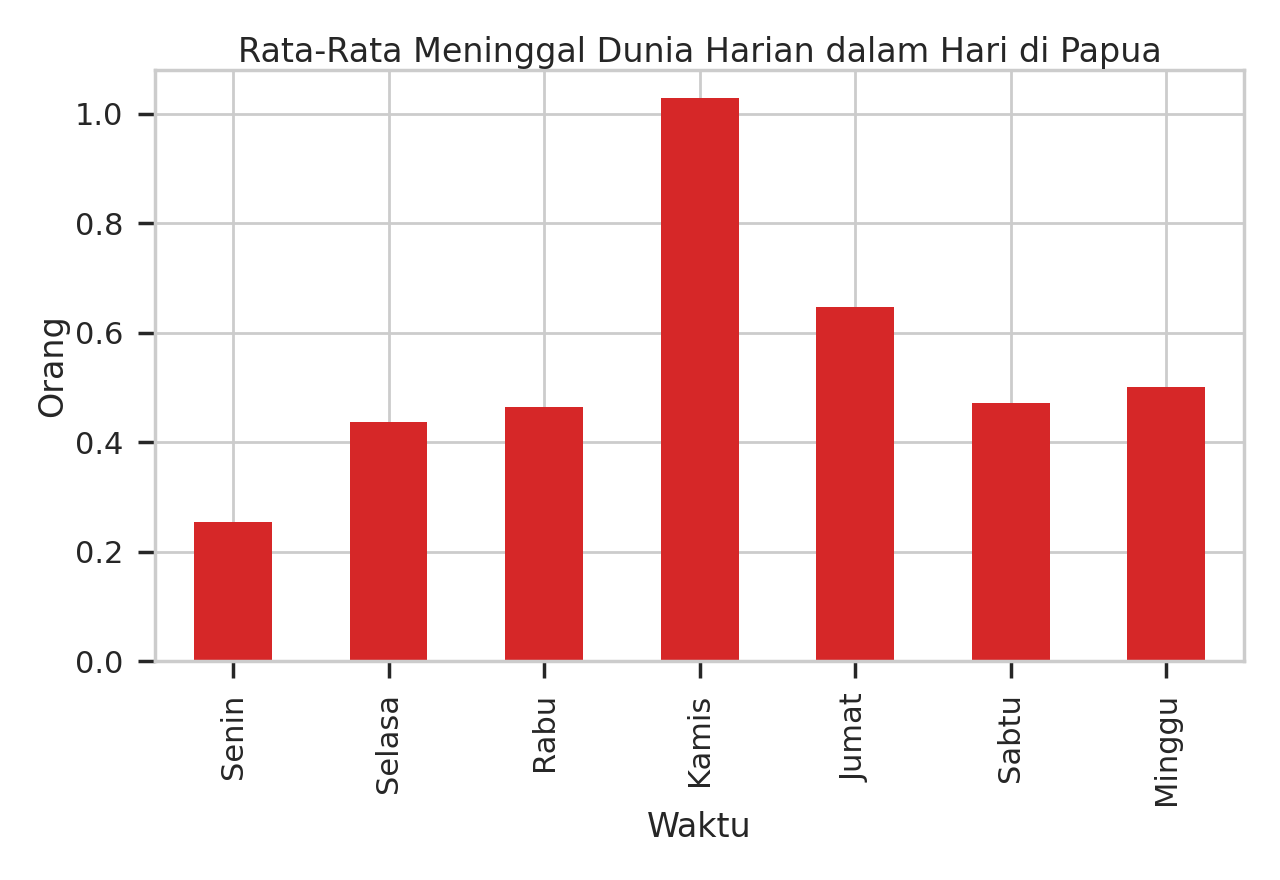 Rata-Rata Meninggal Dunia Harian dalam Hari di Papua
Orang
1.0
0.8
0.6
0.4
0.2
0.0
Senin
Selasa
Rabu
Kamis
Jumat
Sabtu
Minggu
Waktu